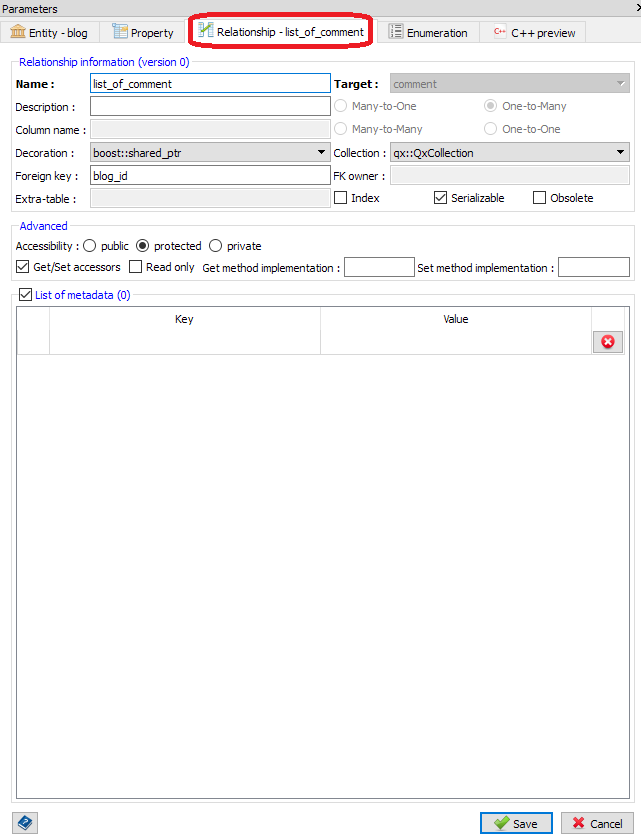 Parameters
Entity - blog Property Relationship - list_of_comment Enumeration C++ C++ preview
Relationship information (version 0)
Name : list_of_comment Target : comment
Description : Many-to-One One-to-Many
Column name : Many-to-Many One-to-One
Decoration : boost::shared_ptr Collection : qx::QxCollection
Foreign key : blog_id FK owner :
Extra-table : Index Serializable Obsolete
Advanced
Accessibility : public protected private
Get/Set accessors Read only Get method implementation : Set method implementation :
List of metadata (0)
Key Value
Save Cancel